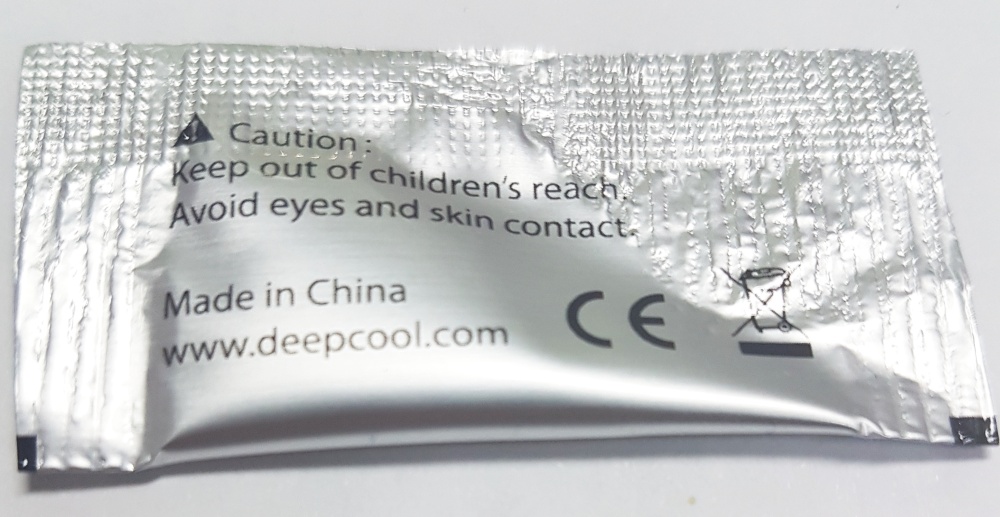 Caution:
Keep out of children's reach.
Avoid eyes and skin contact.
Made in China
www.deepcool.com
CE